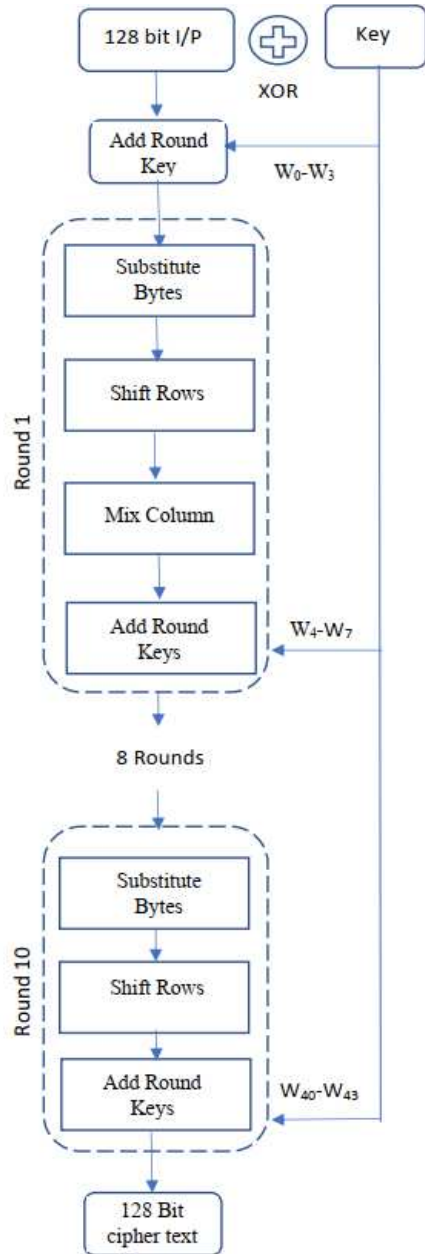 128 bit I/P
Key
XOR
Add Round
Key
W₀-W₃
Substitute
Bytes
Shift Rows
Round 1
Mix Column
Add Round
Keys
W₄-W₇
8 Rounds
Substitute
Bytes
Shift Rows
Round 10
Add Round
Keys
W₄₀-W₄₃
128 Bit
cipher text